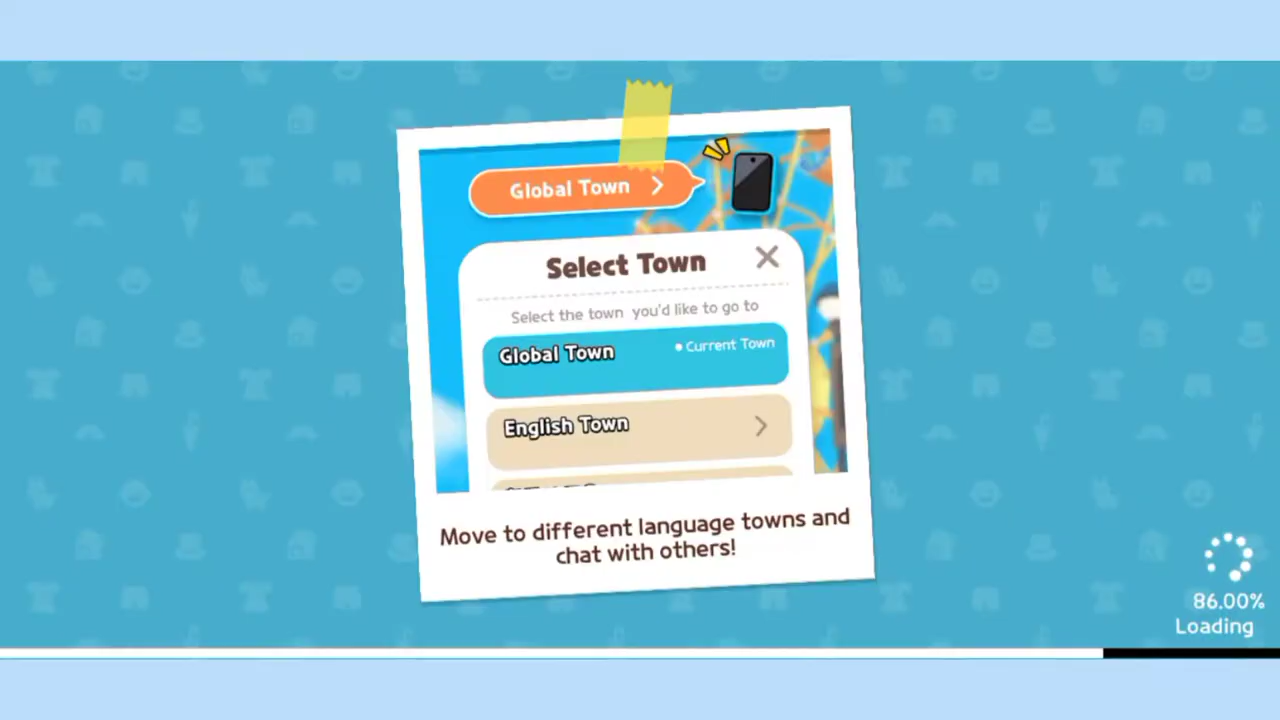 Global Town
Select Town
Select the town you'd like to go to
Global Town
Current Town
English Town
Move to different language towns and
chat with others!
86.00%
Loading